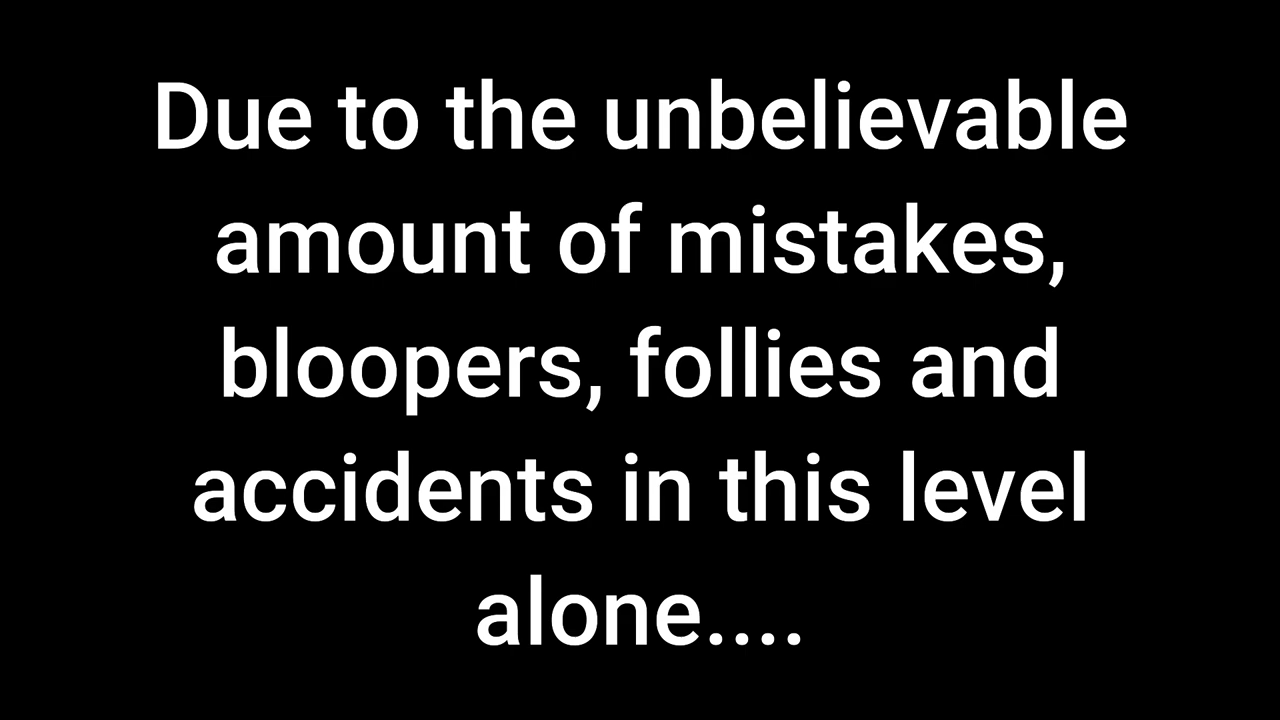 Due to the unbelievable
amount of mistakes,
bloopers, follies and
accidents in this level
alone....